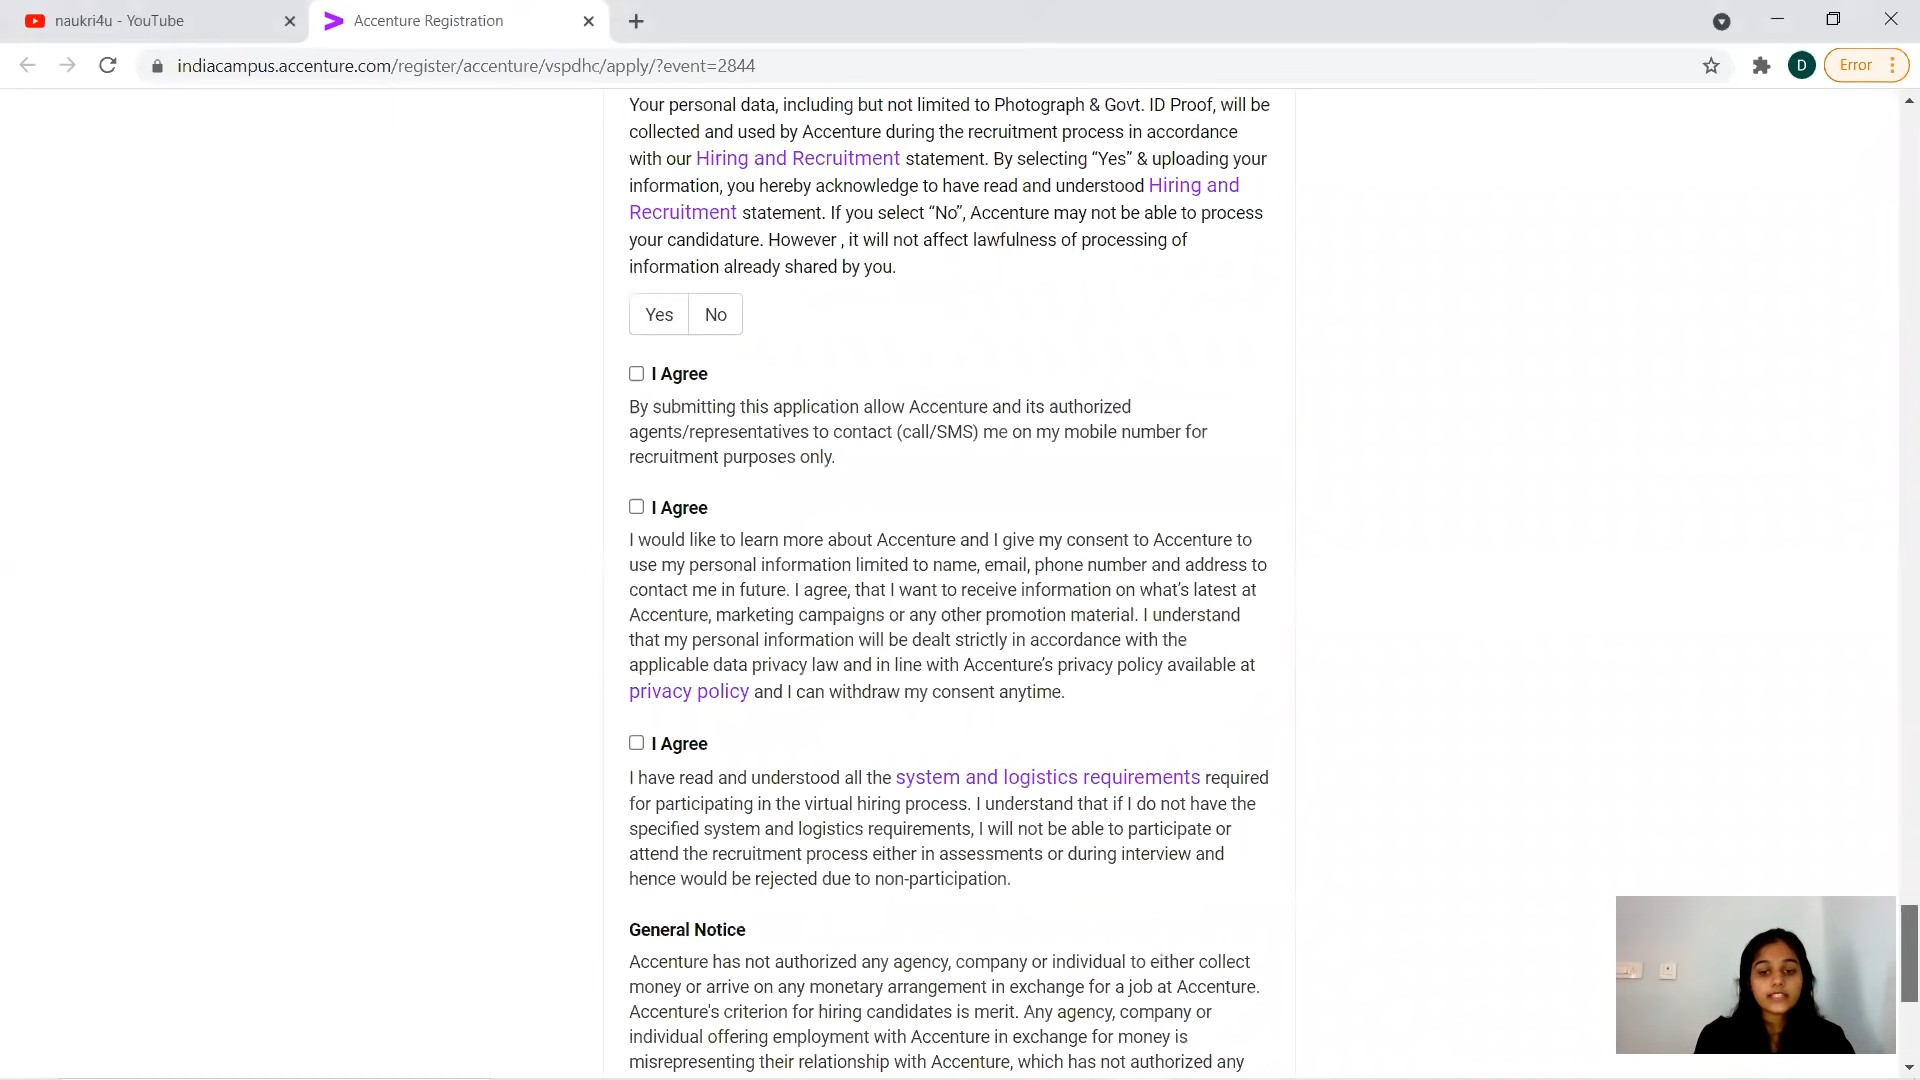 naukri4u - YouTube
Accenture Registration
indiacampus.accenture.com/register/accenture/vspdhc/apply/?event=2844
D
Error
Your personal data, including but not limited to Photograph & Govt. ID Proof, will be
collected and used by Accenture during the recruitment process in accordance
with our Hiring and Recruitment statement. By selecting “Yes” & uploading your
information, you hereby acknowledge to have read and understood Hiring and
Recruitment statement. If you select “No”, Accenture may not be able to process
your candidature. However , it will not affect lawfulness of processing of
information already shared by you.
Yes No
I Agree
By submitting this application allow Accenture and its authorized
agents/representatives to contact (call/SMS) me on my mobile number for
recruitment purposes only.
I Agree
I would like to learn more about Accenture and I give my consent to Accenture to
use my personal information limited to name, email, phone number and address to
contact me in future. I agree, that I want to receive information on what’s latest at
Accenture, marketing campaigns or any other promotion material. I understand
that my personal information will be dealt strictly in accordance with the
applicable data privacy law and in line with Accenture’s privacy policy available at
privacy policy and I can withdraw my consent anytime.
I Agree
I have read and understood all the system and logistics requirements required
for participating in the virtual hiring process. I understand that if I do not have the
specified system and logistics requirements, I will not be able to participate or
attend the recruitment process either in assessments or during interview and
hence would be rejected due to non-participation.
General Notice
Accenture has not authorized any agency, company or individual to either collect
money or arrive on any monetary arrangement in exchange for a job at Accenture.
Accenture's criterion for hiring candidates is merit. Any agency, company or
individual offering employment with Accenture in exchange for money is
misrepresenting their relationship with Accenture, which has not authorized any